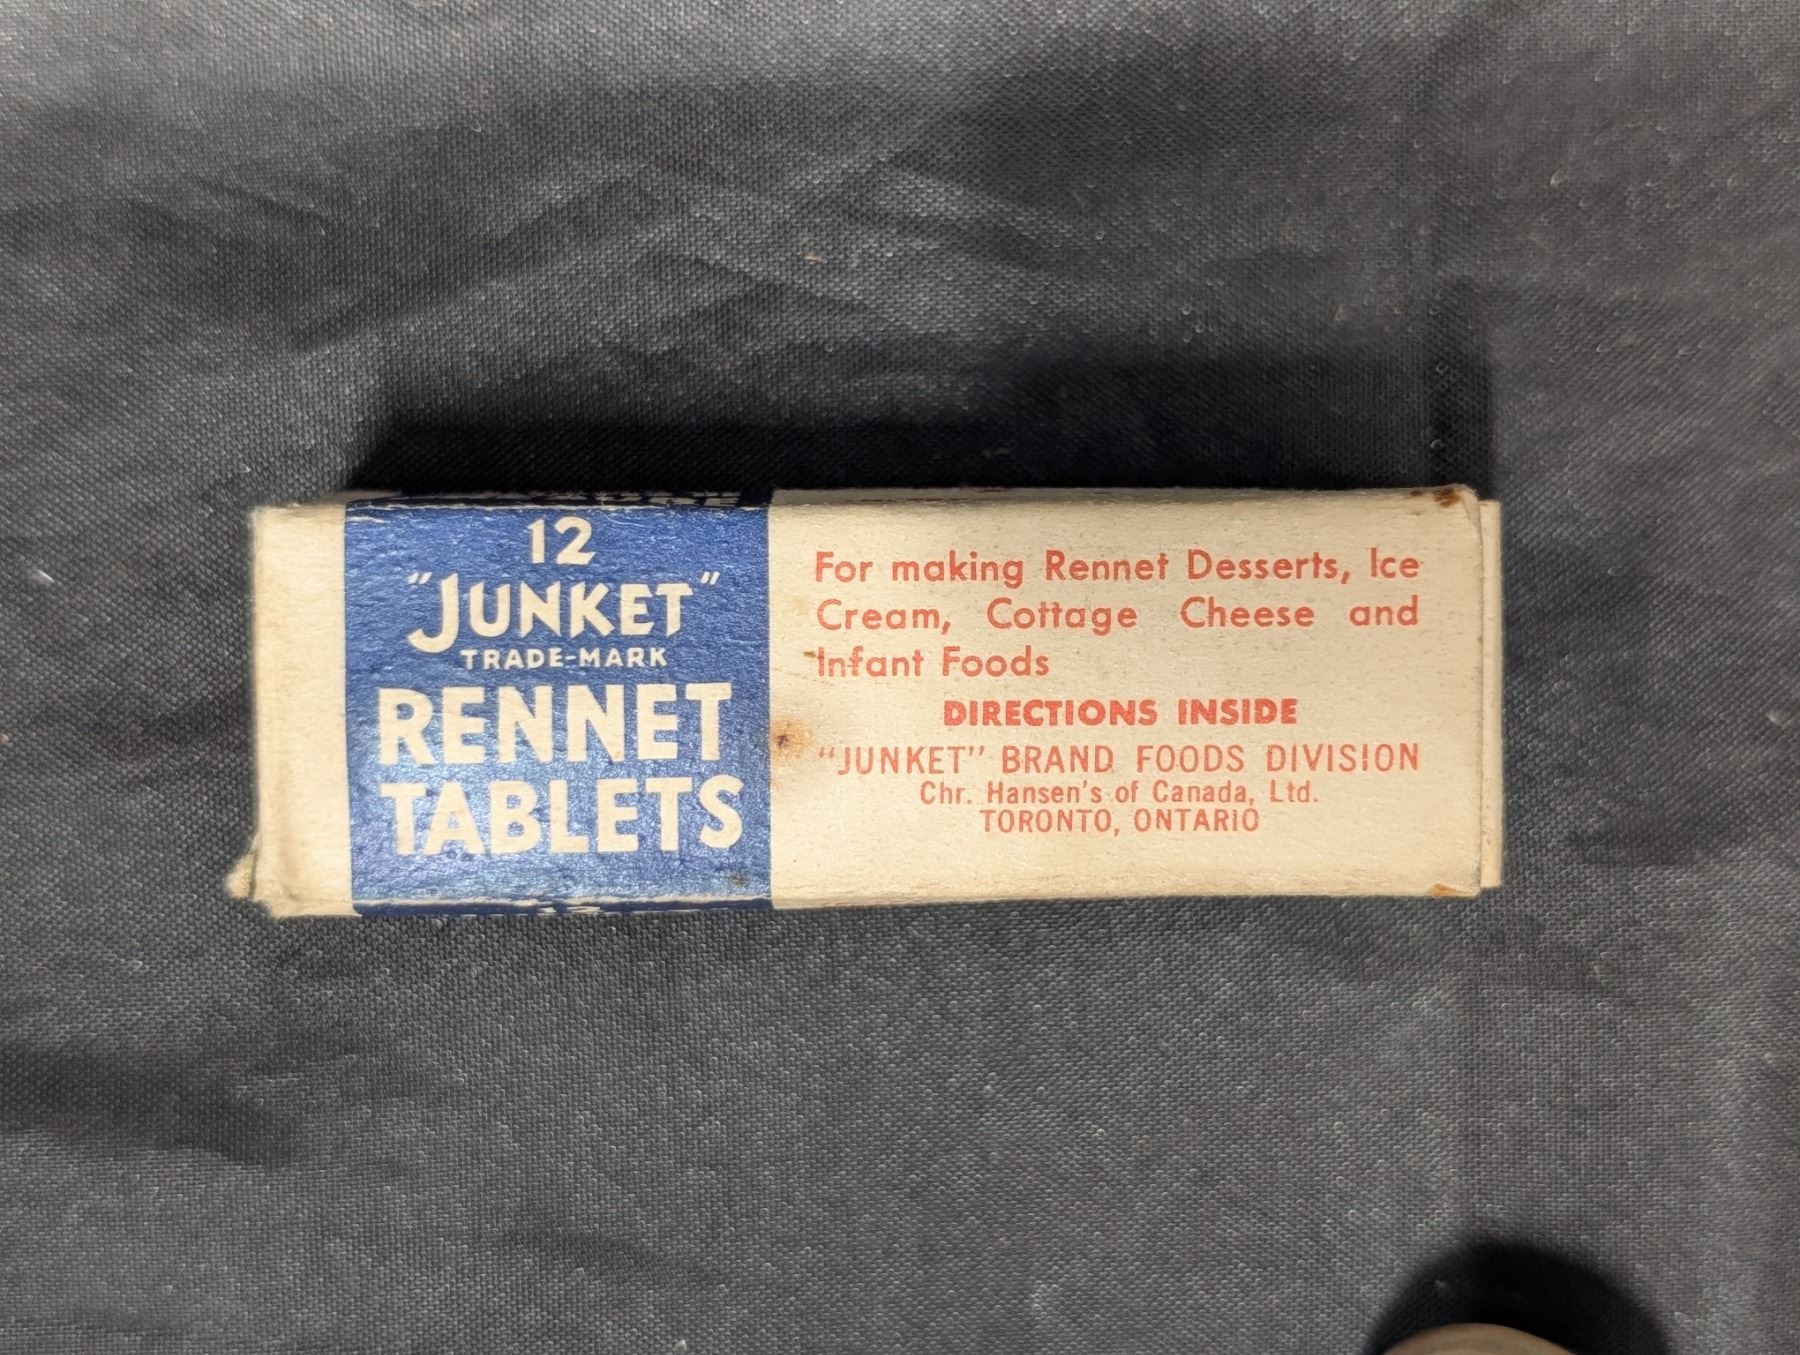 12
"JUNKET"
TRADE-MARK
RENNET
TABLETS
For making Rennet Desserts, Ice
Cream, Cottage Cheese and
Infant Foods
DIRECTIONS INSIDE
"JUNKET" BRAND FOODS DIVISION
Chr. Hansen's of Canada, Ltd.
TORONTO, ONTARIO